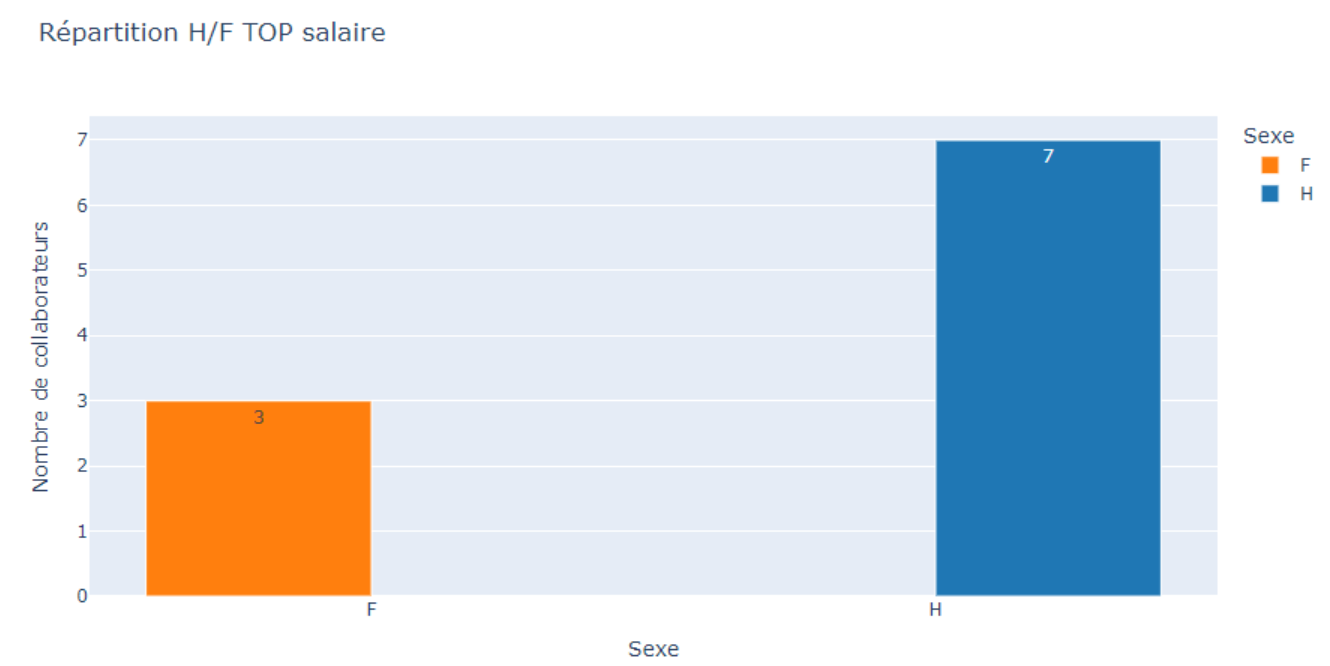 Répartition H/F TOP salaire
Sexe
F
H
Nombre de collaborateurs
7
6
5
4
3
2
1
0
3
7
F
H
Sexe